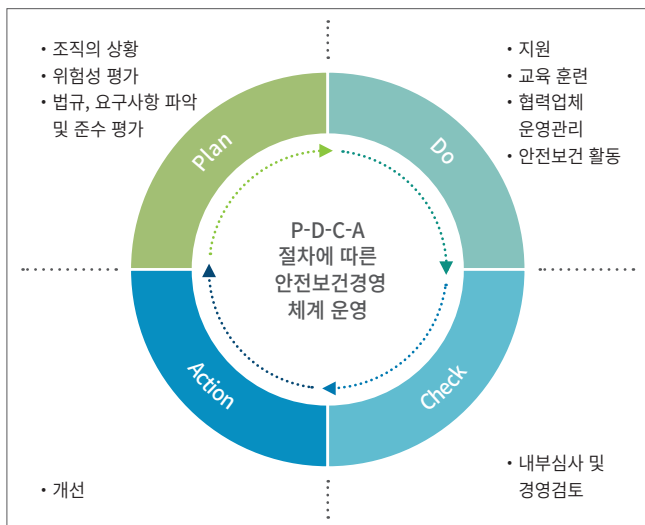 • 조직의 상황
• 위험성 평가
• 법규, 요구사항 파악
및 준수 평가
• 지원
• 교육 훈련
• 협력업체
운영관리
• 안전보건 활동
Plan
Do
P-D-C-A
절차에 따른
안전보건경영
체계 운영
Action
Check
• 개선
• 내부심사 및
경영검토